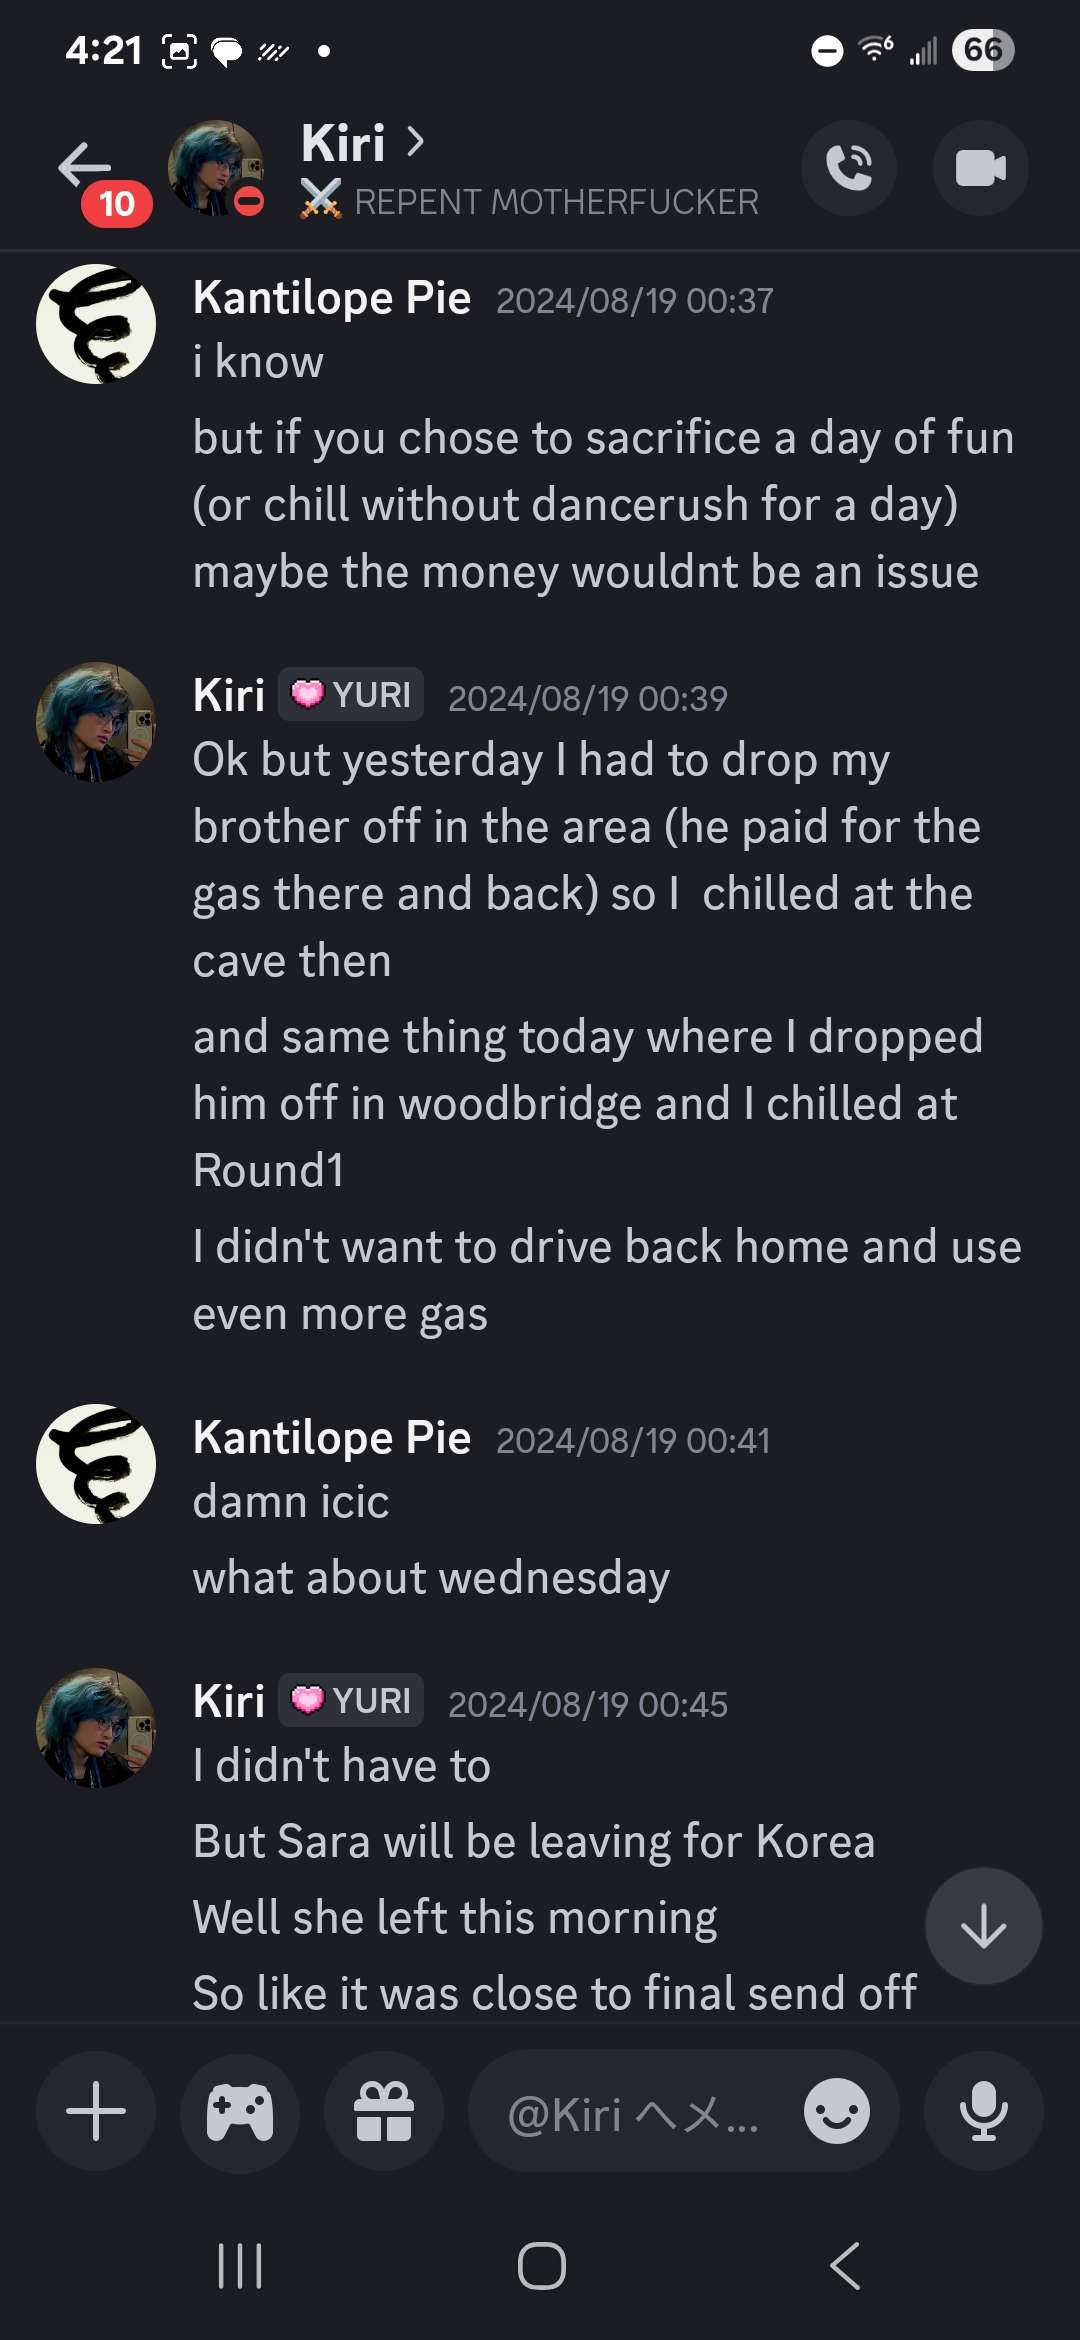 4:21
6
66
10
Kiri
REPENT MOTHERFUCKER
Kantilope Pie 2024/08/19 00:37
i know
but if you chose to sacrifice a day of fun
(or chill without dancerush for a day)
maybe the money wouldnt be an issue
Kiri YURI 2024/08/19 00:39
Ok but yesterday I had to drop my
brother off in the area (he paid for the
gas there and back) so I  chilled at the
cave then
and same thing today where I dropped
him off in woodbridge and I chilled at
Round1
I didn't want to drive back home and use
even more gas
Kantilope Pie 2024/08/19 00:41
damn icic
what about wednesday
Kiri YURI 2024/08/19 00:45
I didn't have to
But Sara will be leaving for Korea
Well she left this morning
So like it was close to final send off
@Kiri へメ...